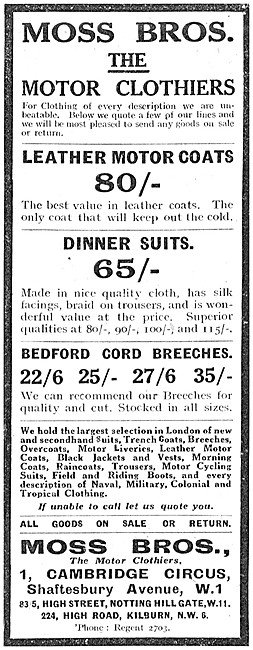 MOSS BROS.
THE
MOTOR CLOTHIERS
For Clothing of every description we are un-
beatable. Below we quote a few of our lines and
we will be most pleased to send any goods on sale
or return.
LEATHER MOTOR COATS
80/-
The best value in leather coats. The
only coat that will keep out the cold.
DINNER SUITS.
65/-
Made in nice quality cloth, has silk
facings, braid on trousers, and is won-
derful value at the price. Superior
qualities at 80/-, 90/-, 100/-, and 115/-.
BEDFORD CORD BREECHES.
22/6 25/- 27/6 35/-
We can recommend our Breeches for
quality and cut. Stocked in all sizes.
We hold the largest selection in London of new
and secondhand Suits, Trench Coats, Breeches,
Overcoats, Motor Liveries, Leather Motor
Coats, Black Jackets and Vests, Morning
Coats, Raincoats, Trousers, Motor Cycling
Suits, Field and Riding Boots, and every
description of Naval, Military, Colonial and
Tropical Clothing.
If unable to call let us quote you.
ALL GOODS ON SALE OR RETURN.
MOSS BROS.,
The Motor Clothiers,
1, CAMBRIDGE CIRCUS,
Shaftesbury Avenue, W.1
83 5, HIGH STREET, NOTTING HILL GATE, W.11.
224, HIGH ROAD, KILBURN, N.W. 6.
'Phone: Regent 2703.